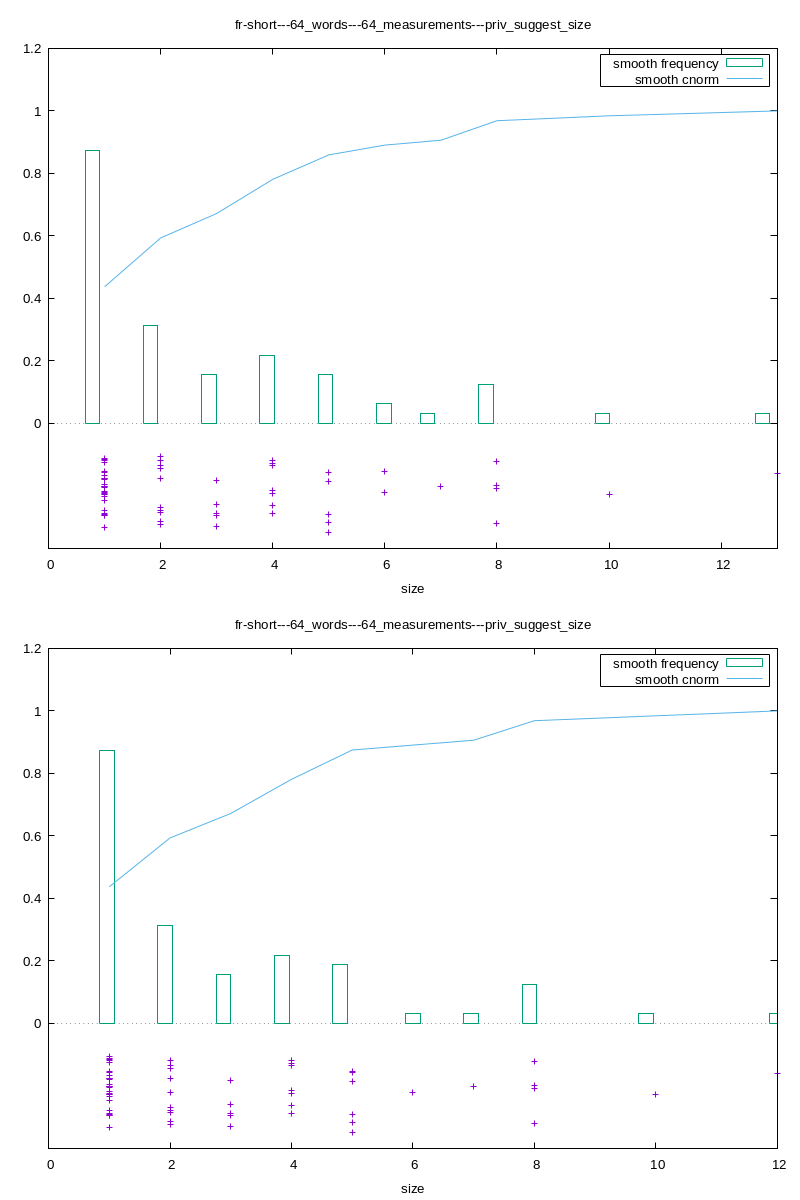 fr-short---64_words---64_measurements---priv_suggest_size
1.2
smooth frequency
smooth cnorm
1
0.8
0.6
0.4
0.2
0
0 2 4 6 8 10 12
size
fr-short---64_words---64_measurements---priv_suggest_size
1.2
smooth frequency
smooth cnorm
1
0.8
0.6
0.4
0.2
0
0 2 4 6 8 10 12
size